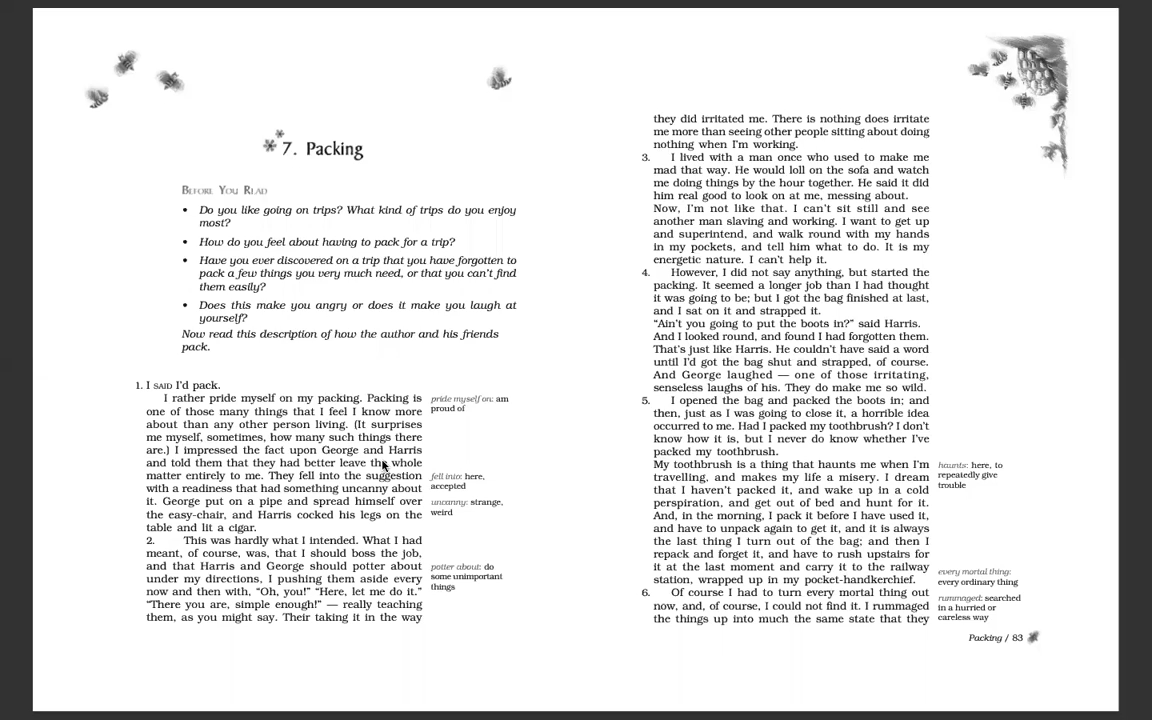 7. Packing
BEFORE YOU READ
• Do you like going on trips? What kind of trips do you enjoy
most?
• How do you feel about having to pack for a trip?
• Have you ever discovered on a trip that you have forgotten to
pack a few things you very much need, or that you can't find
them easily?
• Does this make you angry or does it make you laugh at
yourself?
Now read this description of how the author and his friends
pack.
1. I SAID I'd pack.
I rather pride myself on my packing. Packing is
one of those many things that I feel I know more
about than any other person living. (It surprises
me myself, sometimes, how many such things there
are.) I impressed the fact upon George and Harris
and told them that they had better leave the whole
matter entirely to me. They fell into the suggestion
with a readiness that had something uncanny about
it. George put on a pipe and spread himself over
the easy-chair, and Harris cocked his legs on the
table and lit a cigar.
2. This was hardly what I intended. What I had
meant, of course, was, that I should boss the job,
and that Harris and George should potter about
under my directions, I pushing them aside every
now and then with, “Oh, you!” “Here, let me do it.”
“There you are, simple enough!” — really teaching
them, as you might say. Their taking it in the way
pride myself on: am
proud of
fell into: here,
accepted
uncanny: strange,
weird
potter about: do
some unimportant
things
they did irritated me. There is nothing does irritate
me more than seeing other people sitting about doing
nothing when I'm working.
3. I lived with a man once who used to make me
mad that way. He would loll on the sofa and watch
me doing things by the hour together. He said it did
him real good to look on at me, messing about.
Now, I'm not like that. I can't sit still and see
another man slaving and working. I want to get up
and superintend, and walk round with my hands
in my pockets, and tell him what to do. It is my
energetic nature. I can't help it.
4. However, I did not say anything, but started the
packing. It seemed a longer job than I had thought
it was going to be; but I got the bag finished at last,
and I sat on it and strapped it.
“Ain't you going to put the boots in?” said Harris.
And I looked round, and found I had forgotten them.
That's just like Harris. He couldn't have said a word
until I'd got the bag shut and strapped, of course.
And George laughed — one of those irritating,
senseless laughs of his. They do make me so wild.
5. I opened the bag and packed the boots in; and
then, just as I was going to close it, a horrible idea
occurred to me. Had I packed my toothbrush? I don't
know how it is, but I never do know whether I've
packed my toothbrush.
My toothbrush is a thing that haunts me when I'm
travelling, and makes my life a misery. I dream
that I haven't packed it, and wake up in a cold
perspiration, and get out of bed and hunt for it.
And, in the morning, I pack it before I have used it,
and have to unpack again to get it, and it is always
the last thing I turn out of the bag; and then I
repack and forget it, and have to rush upstairs for
it at the last moment and carry it to the railway
station, wrapped up in my pocket-handkerchief.
6. Of course I had to turn every mortal thing out
now, and, of course, I could not find it. I rummaged
the things up into much the same state that they
haunts: here, to
repeatedly give
trouble
every mortal thing:
every ordinary thing
rummaged: searched
in a hurried or
careless way
Packing / 83